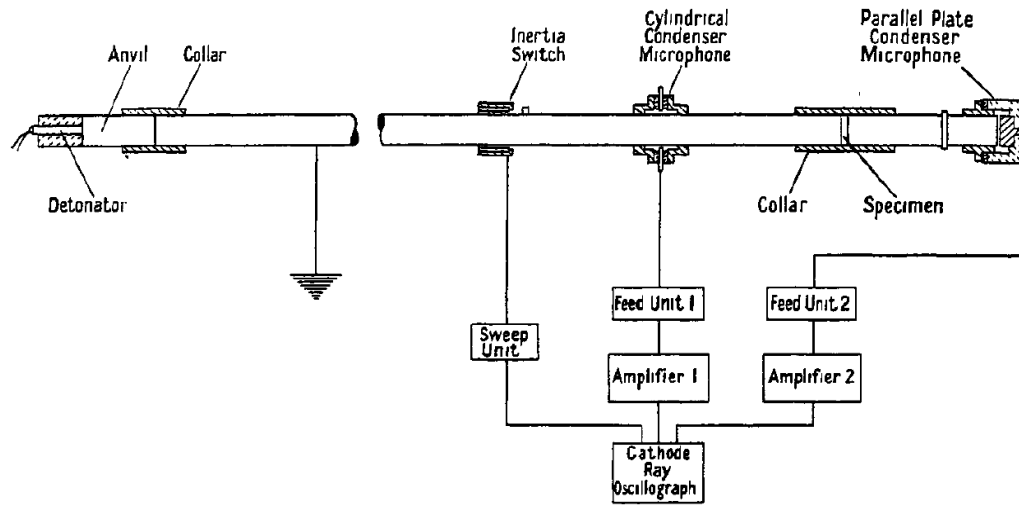 Anvil
Collar
Inertia
Switch
Cylindrical
Condenser
Microphone
Parallel Plate
Condenser
Microphone
Detonator
Collar
Specimen
Feed Unit 1
Feed Unit 2
Sweep
Unit
Amplifier 1
Amplifier 2
Cathode
Ray
Oscillograph